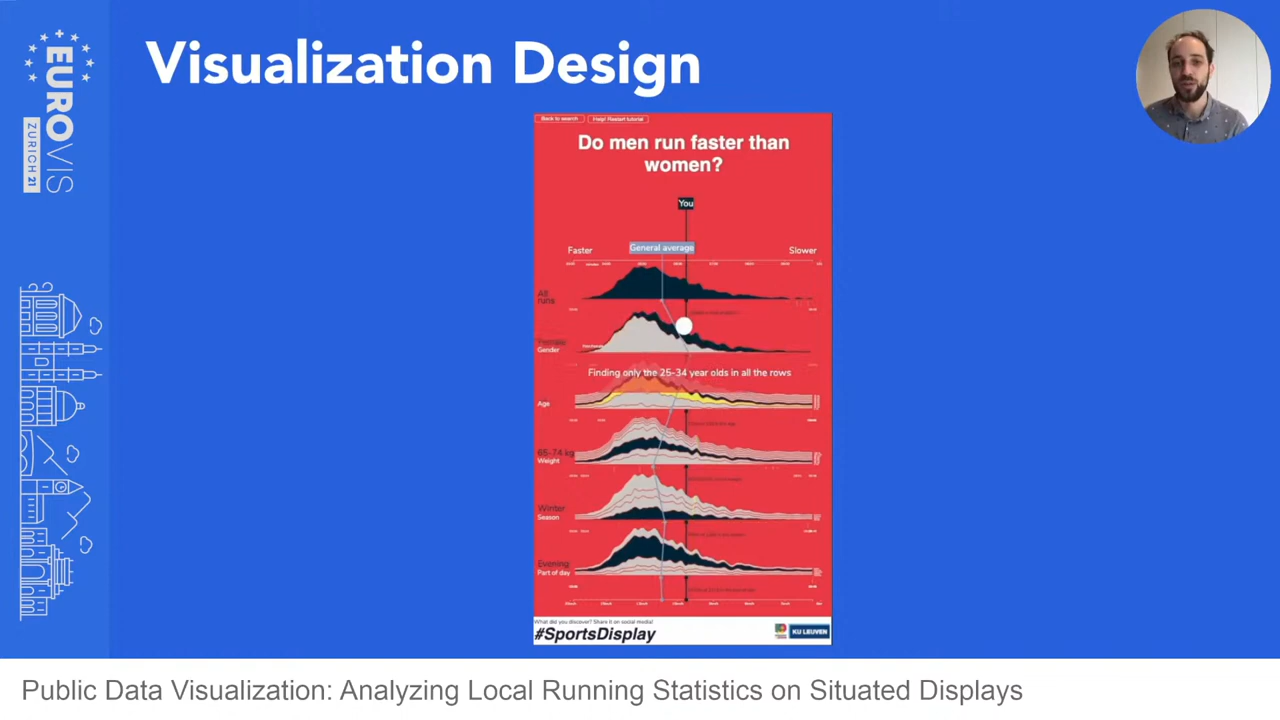 Visualization Design
EUROVIS
ZURICH 21
Back to search
Help! Restart tutorial
Do men run faster than
women?
You
General average
Faster
Slower
All
runs
Female
Gender
Finding only the 25-34 year olds in all the rows
Age
65-74 kg
Weight
Winter
Season
Evening
Part of day
What did you discover? Share it on social media!
#SportsDisplay
KU LEUVEN
Public Data Visualization: Analyzing Local Running Statistics on Situated Displays